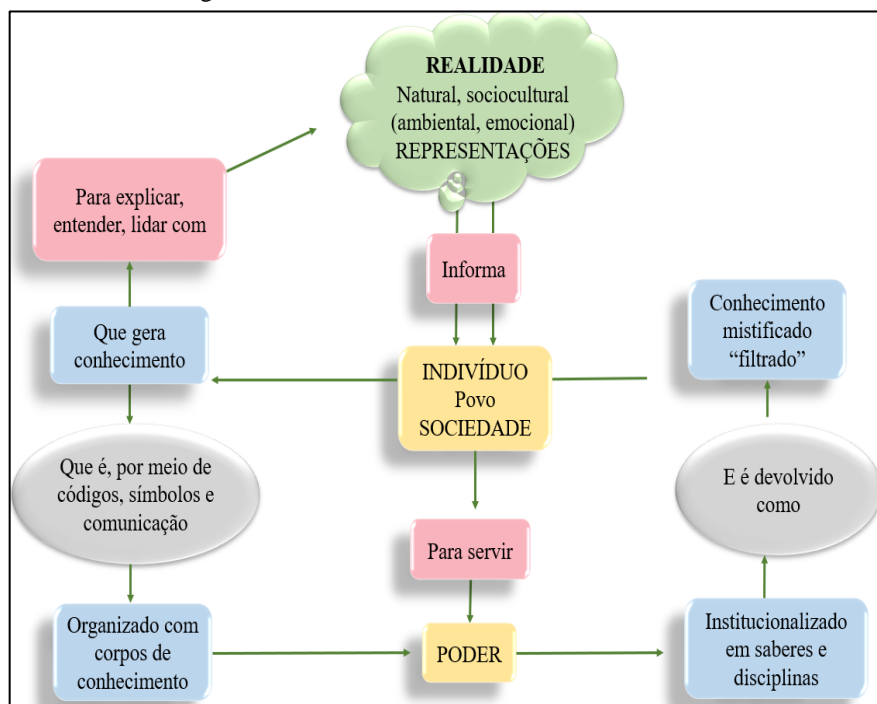 REALIDADE
Natural, sociocultural
(ambiental, emocional)
REPRESENTAÇÕES
Para explicar,
entender, lidar com
Informa
Que gera
conhecimento
INDIVÍDUO
Povo
SOCIEDADE
Conhecimento
mistificado
“filtrado”
Que é, por meio de
códigos, símbolos e
comunicação
E é devolvido
como
Para servir
Organizado com
corpos de
conhecimento
PODER
Institucionalizado
em saberes e
disciplinas